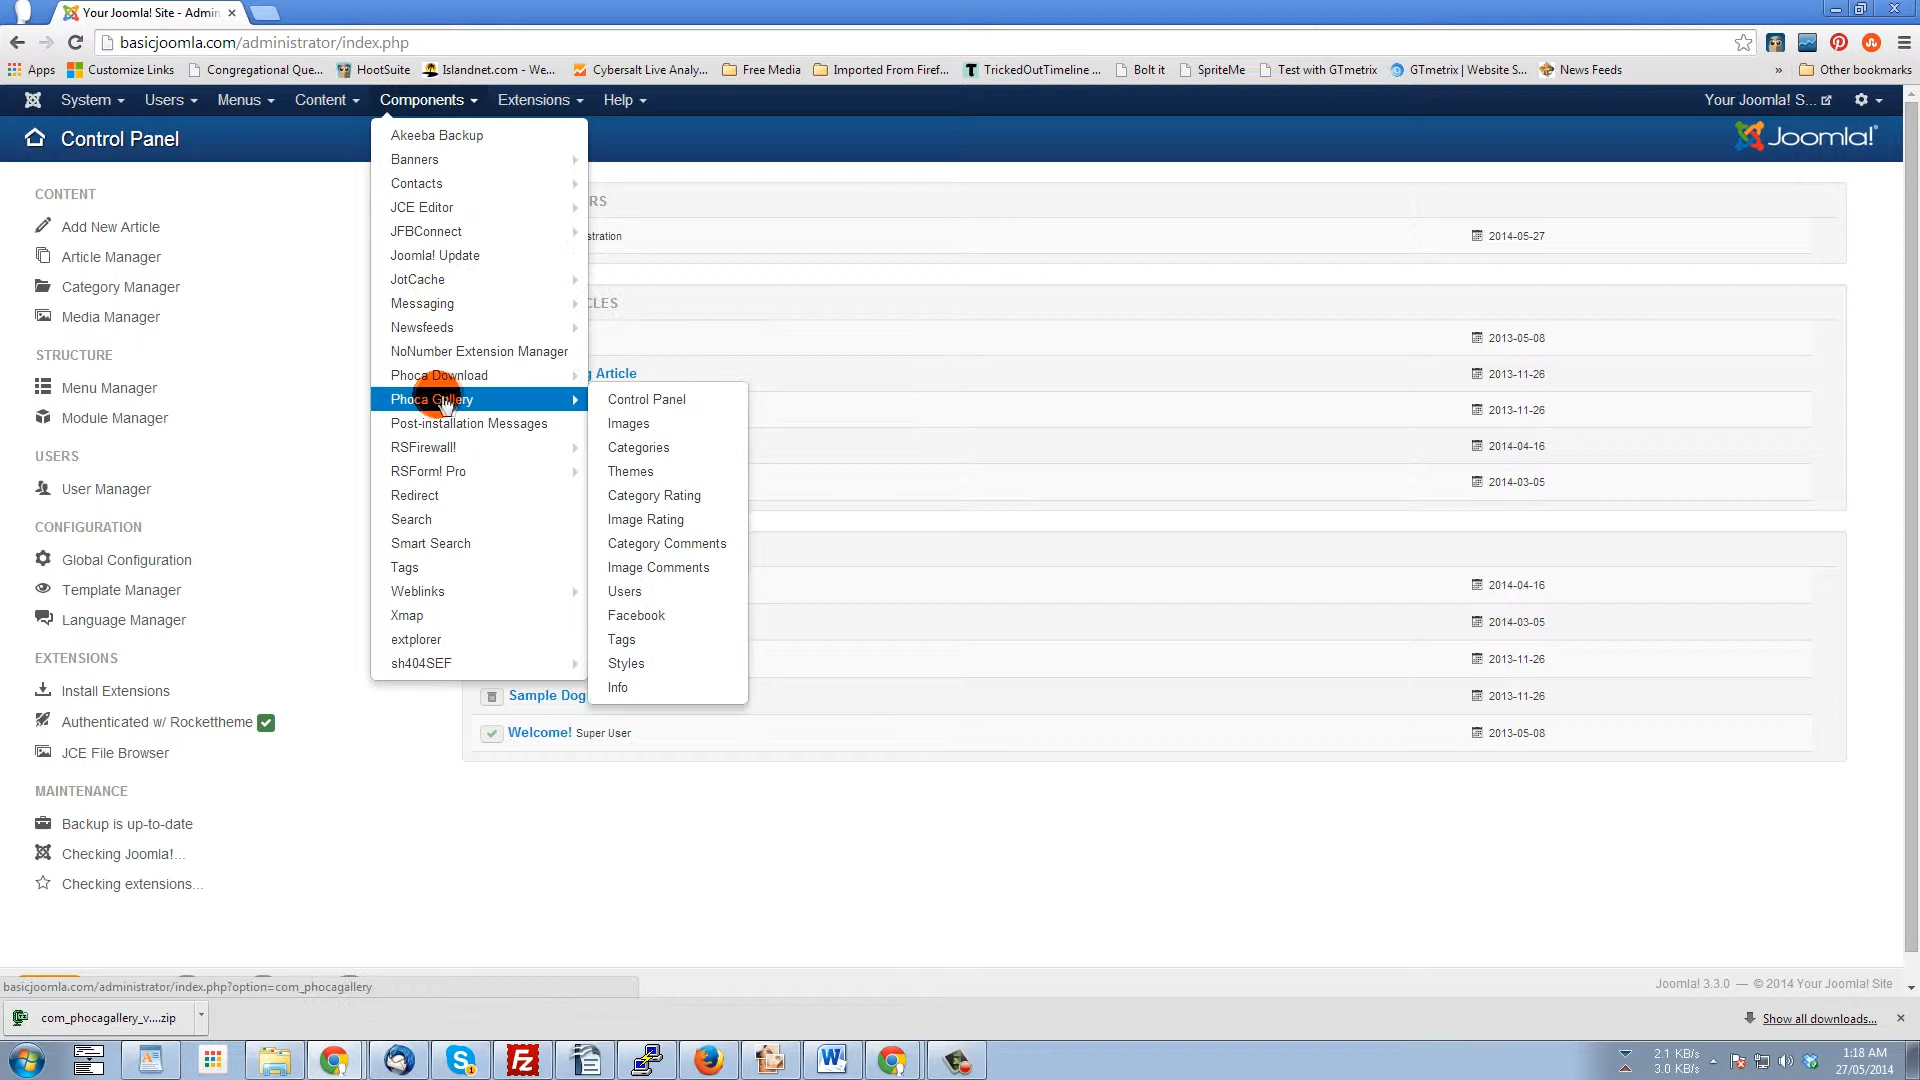 Your Joomla! Site - Admin
basicjoomla.com/administrator/index.php
Apps Customize Links Congregational Que... HootSuite Islandnet.com - We... Cybersalt Live Analy... Free Media Imported From Firef... TrickedOutTimeline ... Bolt it SpriteMe Test with GTmetrix GTmetrix | Website S... News Feeds » Other bookmarks
System Users Menus Content Components Extensions Help Your Joomla! S...
Control Panel Joomla!
CONTENT
Add New Article
Article Manager
Category Manager
Media Manager
STRUCTURE
Menu Manager
Module Manager
USERS
User Manager
CONFIGURATION
Global Configuration
Template Manager
Language Manager
EXTENSIONS
Install Extensions
Authenticated w/ Rockettheme
JCE File Browser
MAINTENANCE
Backup is up-to-date
Checking Joomla!...
Checking extensions...
Akeeba Backup
Banners
Contacts
JCE Editor
JFBConnect
Joomla! Update
JotCache
Messaging
Newsfeeds
NoNumber Extension Manager
Phoca Download
Phoca Gallery
Post-installation Messages
RSFirewall!
RSForm! Pro
Redirect
Search
Smart Search
Tags
Weblinks
Xmap
extplorer
sh404SEF
Control Panel
Images
Categories
Themes
Category Rating
Image Rating
Category Comments
Image Comments
Users
Facebook
Tags
Styles
Info
RS
stration 2014-05-27
CLES
2013-05-08
g Article 2013-11-26
2013-11-26
2014-04-16
2014-03-05
2014-04-16
2014-03-05
2013-11-26
Sample Dog 2013-11-26
Welcome! Super User 2013-05-08
basicjoomla.com/administrator/index.php?option=com_phocagallery
Joomla! 3.3.0 — © 2014 Your Joomla! Site
com_phocagallery_v....zip
Show all downloads...
2.1 KB/s
3.0 KB/s
1:18 AM
27/05/2014